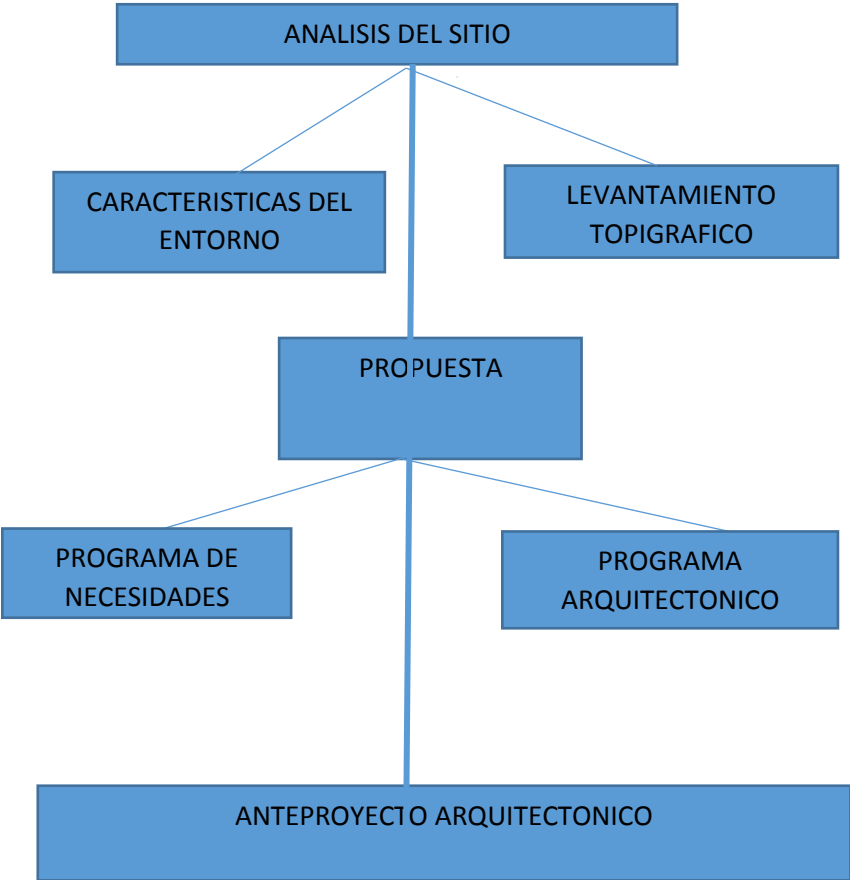 ANALISIS DEL SITIO
CARACTERISTICAS DEL
ENTORNO
LEVANTAMIENTO
TOPIGRAFICO
PROPUESTA
PROGRAMA DE
NECESIDADES
PROGRAMA
ARQUITECTONICO
ANTEPROYECTO ARQUITECTONICO